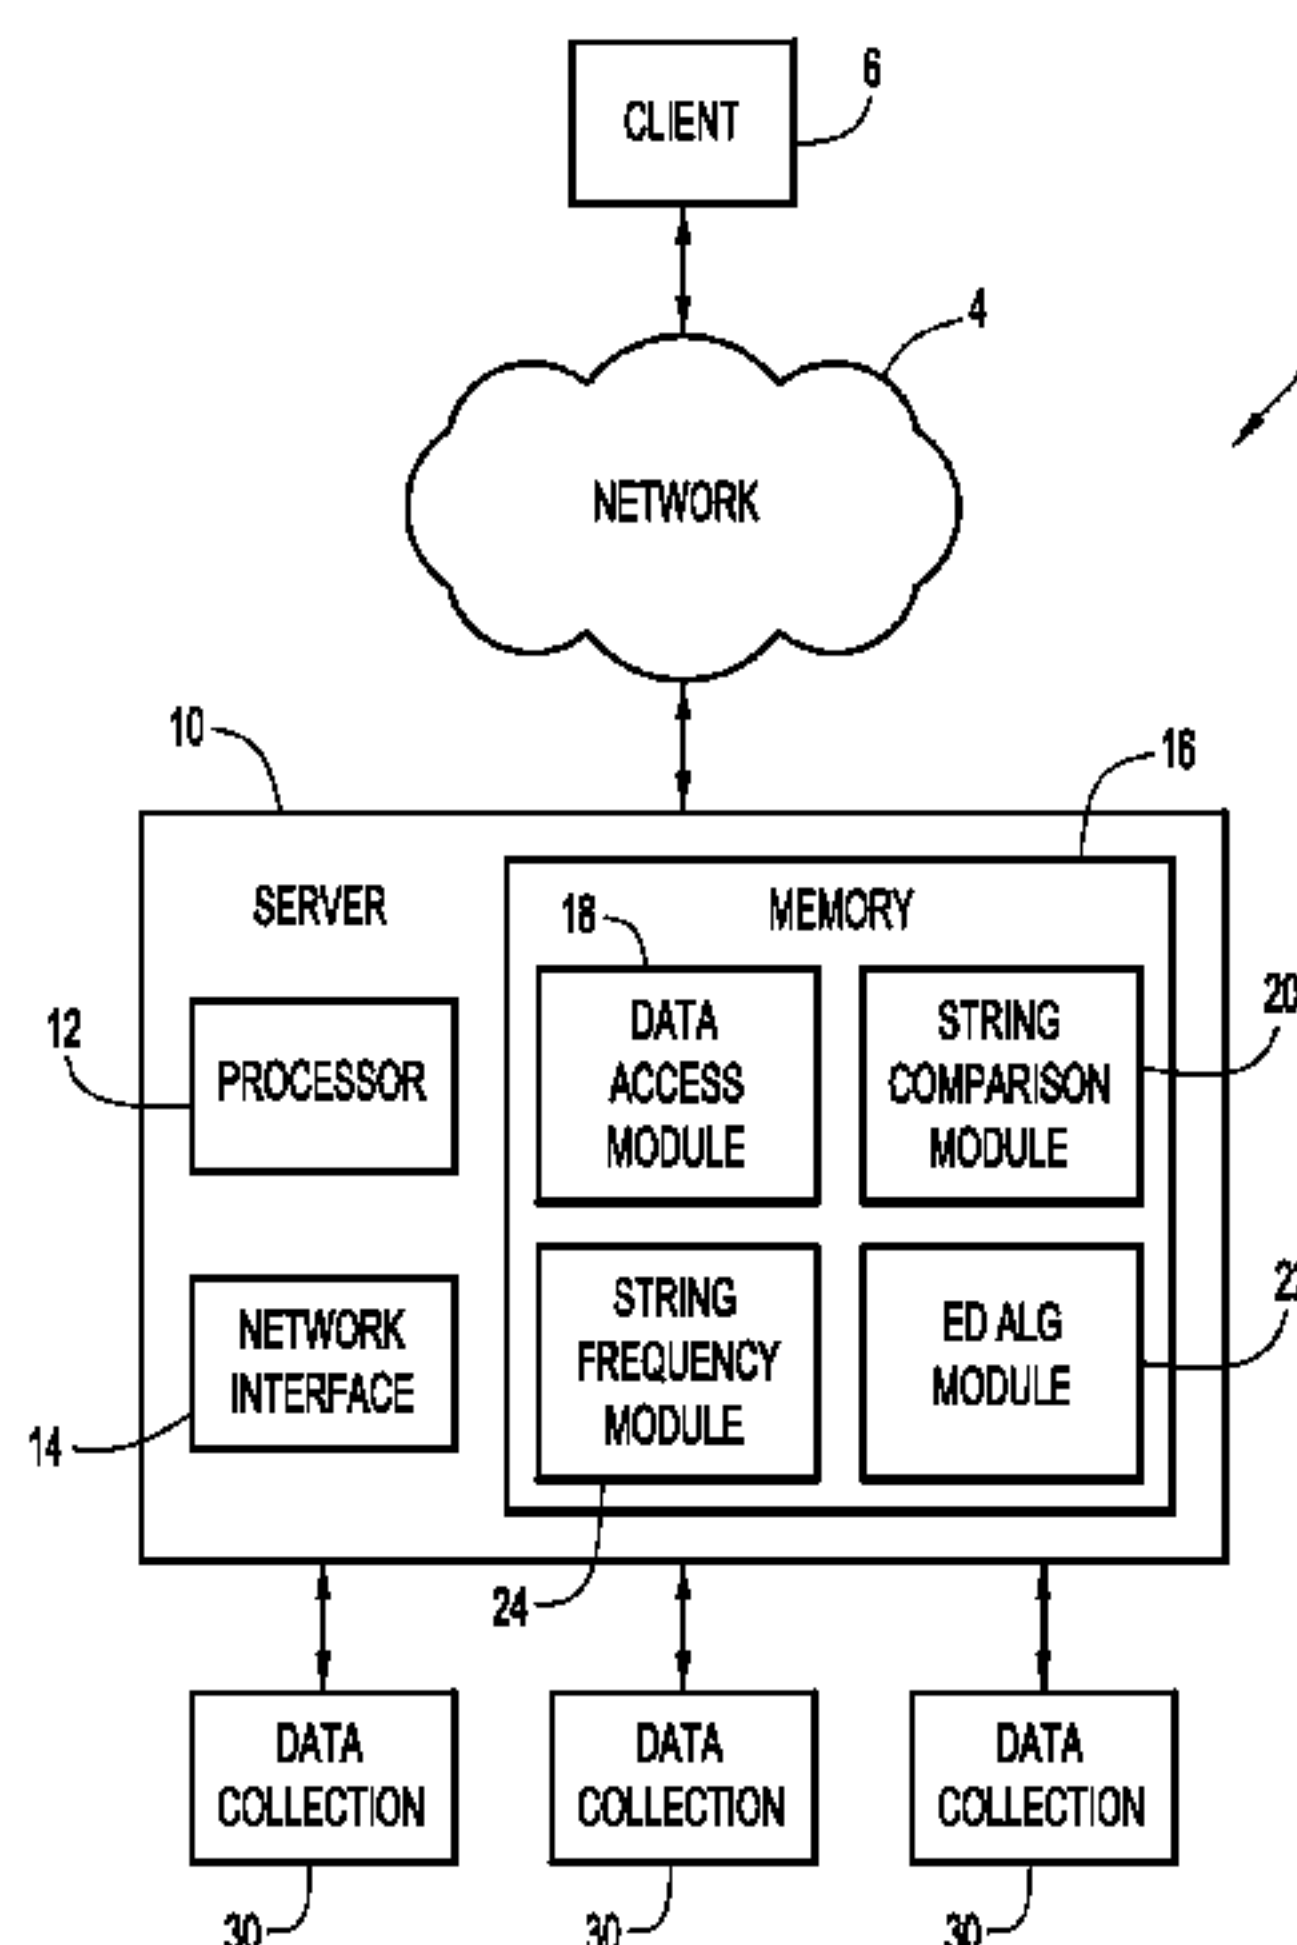 6
CLIENT
4
NETWORK
10
16
SERVER
MEMORY
18
DATA
ACCESS
MODULE
STRING
COMPARISON
MODULE
20
12
PROCESSOR
STRING
FREQUENCY
MODULE
ED ALG
MODULE
NETWORK
INTERFACE
14
24
DATA
COLLECTION
DATA
COLLECTION
DATA
COLLECTION
30
30
30